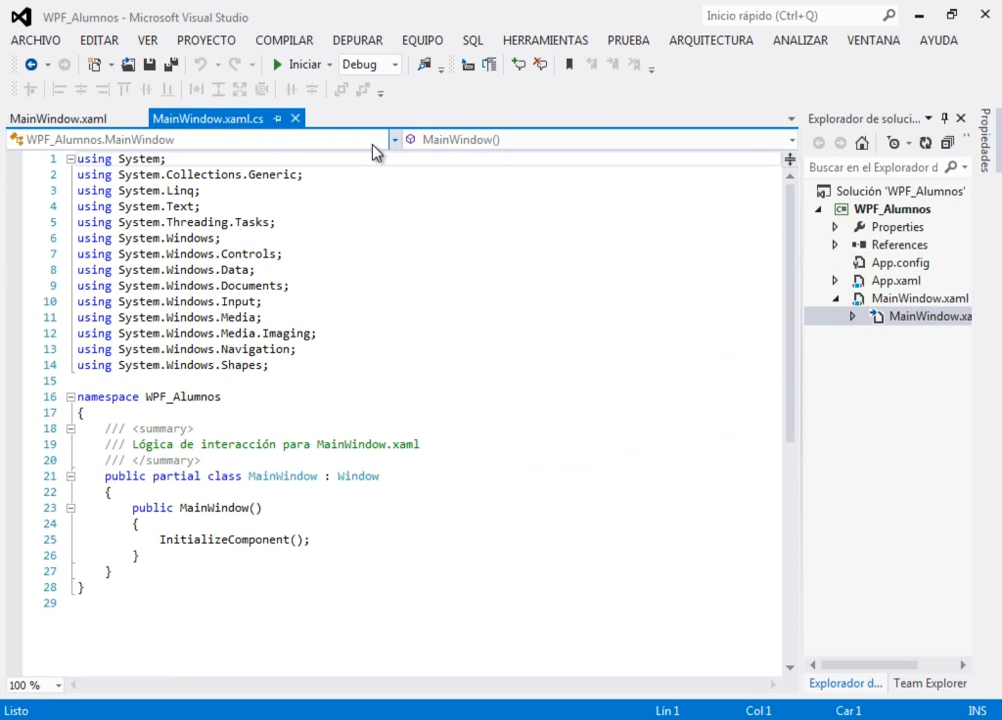 WPF_Alumnos - Microsoft Visual Studio
Inicio rápido (Ctrl+Q)
ARCHIVO EDITAR VER PROYECTO COMPILAR DEPURAR EQUIPO SQL HERRAMIENTAS PRUEBA ARQUITECTURA ANALIZAR VENTANA AYUDA
Iniciar Debug
MainWindow.xaml MainWindow.xaml.cs
WPF_Alumnos.MainWindow MainWindow()
1 using System;
2 using System.Collections.Generic;
3 using System.Linq;
4 using System.Text;
5 using System.Threading.Tasks;
6 using System.Windows;
7 using System.Windows.Controls;
8 using System.Windows.Data;
9 using System.Windows.Documents;
10 using System.Windows.Input;
11 using System.Windows.Media;
12 using System.Windows.Media.Imaging;
13 using System.Windows.Navigation;
14 using System.Windows.Shapes;
15
16 namespace WPF_Alumnos
17 {
18 /// <summary>
19 /// Lógica de interacción para MainWindow.xaml
20 /// </summary>
21 public partial class MainWindow : Window
22 {
23 public MainWindow()
24 {
25 InitializeComponent();
26 }
27 }
28 }
29
100 %
Explorador de soluci...
Buscar en el Explorador d
Solución 'WPF_Alumnos'
C# WPF_Alumnos
Properties
References
App.config
App.xaml
MainWindow.xaml
MainWindow.xa
Explorador d... Team Explorer
Propiedades
Listo Lín 1 Col 1 Car 1 INS